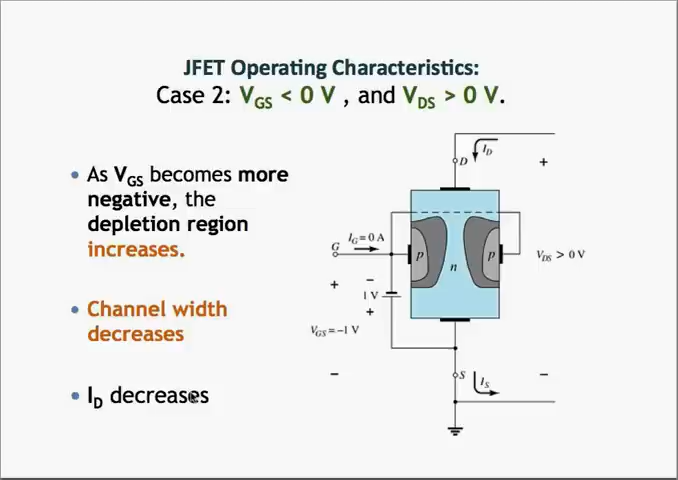 JFET Operating Characteristics:
Case 2: VGS < 0 V , and VDS > 0 V.
• As VGS becomes more
negative, the
depletion region
increases.
• Channel width
decreases
• ID decreases
ID
D
+
IG = 0 A
G
p
n
p
VDS > 0 V
+
−
1 V
+
VGS = −1 V
−
S
IS
−